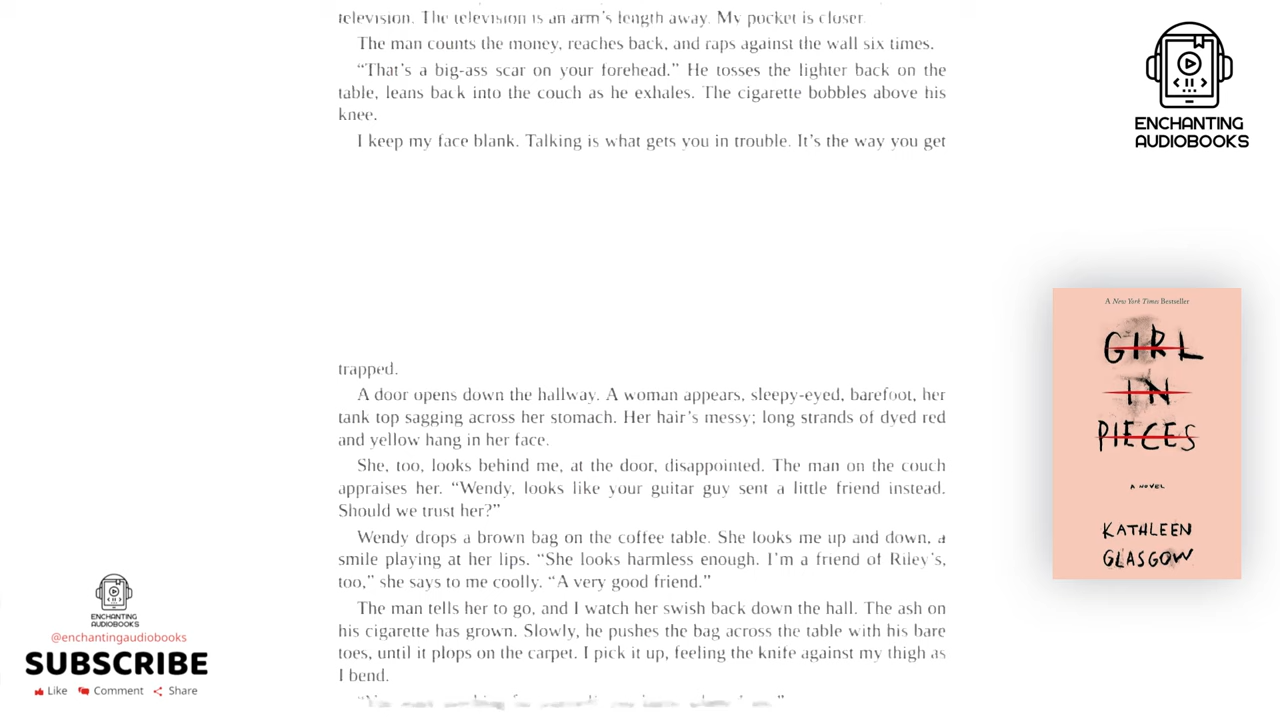 television. The television is an arm's length away. My pocket is closer.
The man counts the money, reaches back, and raps against the wall six times.
“That's a big-ass scar on your forehead.” He tosses the lighter back on the
table, leans back into the couch as he exhales. The cigarette bobbles above his
knee.
I keep my face blank. Talking is what gets you in trouble. It's the way you get
trapped.
A door opens down the hallway. A woman appears, sleepy-eyed, barefoot, her
tank top sagging across her stomach. Her hair's messy; long strands of dyed red
and yellow hang in her face.
She, too, looks behind me, at the door, disappointed. The man on the couch
appraises her. “Wendy, looks like your guitar guy sent a little friend instead.
Should we trust her?”
Wendy drops a brown bag on the coffee table. She looks me up and down, a
smile playing at her lips. “She looks harmless enough. I'm a friend of Riley's,
too,” she says to me coolly. “A very good friend.”
The man tells her to go, and I watch her swish back down the hall. The ash on
his cigarette has grown. Slowly, he pushes the bag across the table with his bare
toes, until it plops on the carpet. I pick it up, feeling the knife against my thigh as
I bend.
ENCHANTING
AUDIOBOOKS
A New York Times Bestseller
GIRL
IN
PIECES
A NOVEL
KATHLEEN
GLASGOW
ENCHANTING
AUDIOBOOKS
@enchantingaudiobooks
SUBSCRIBE
Like Comment Share